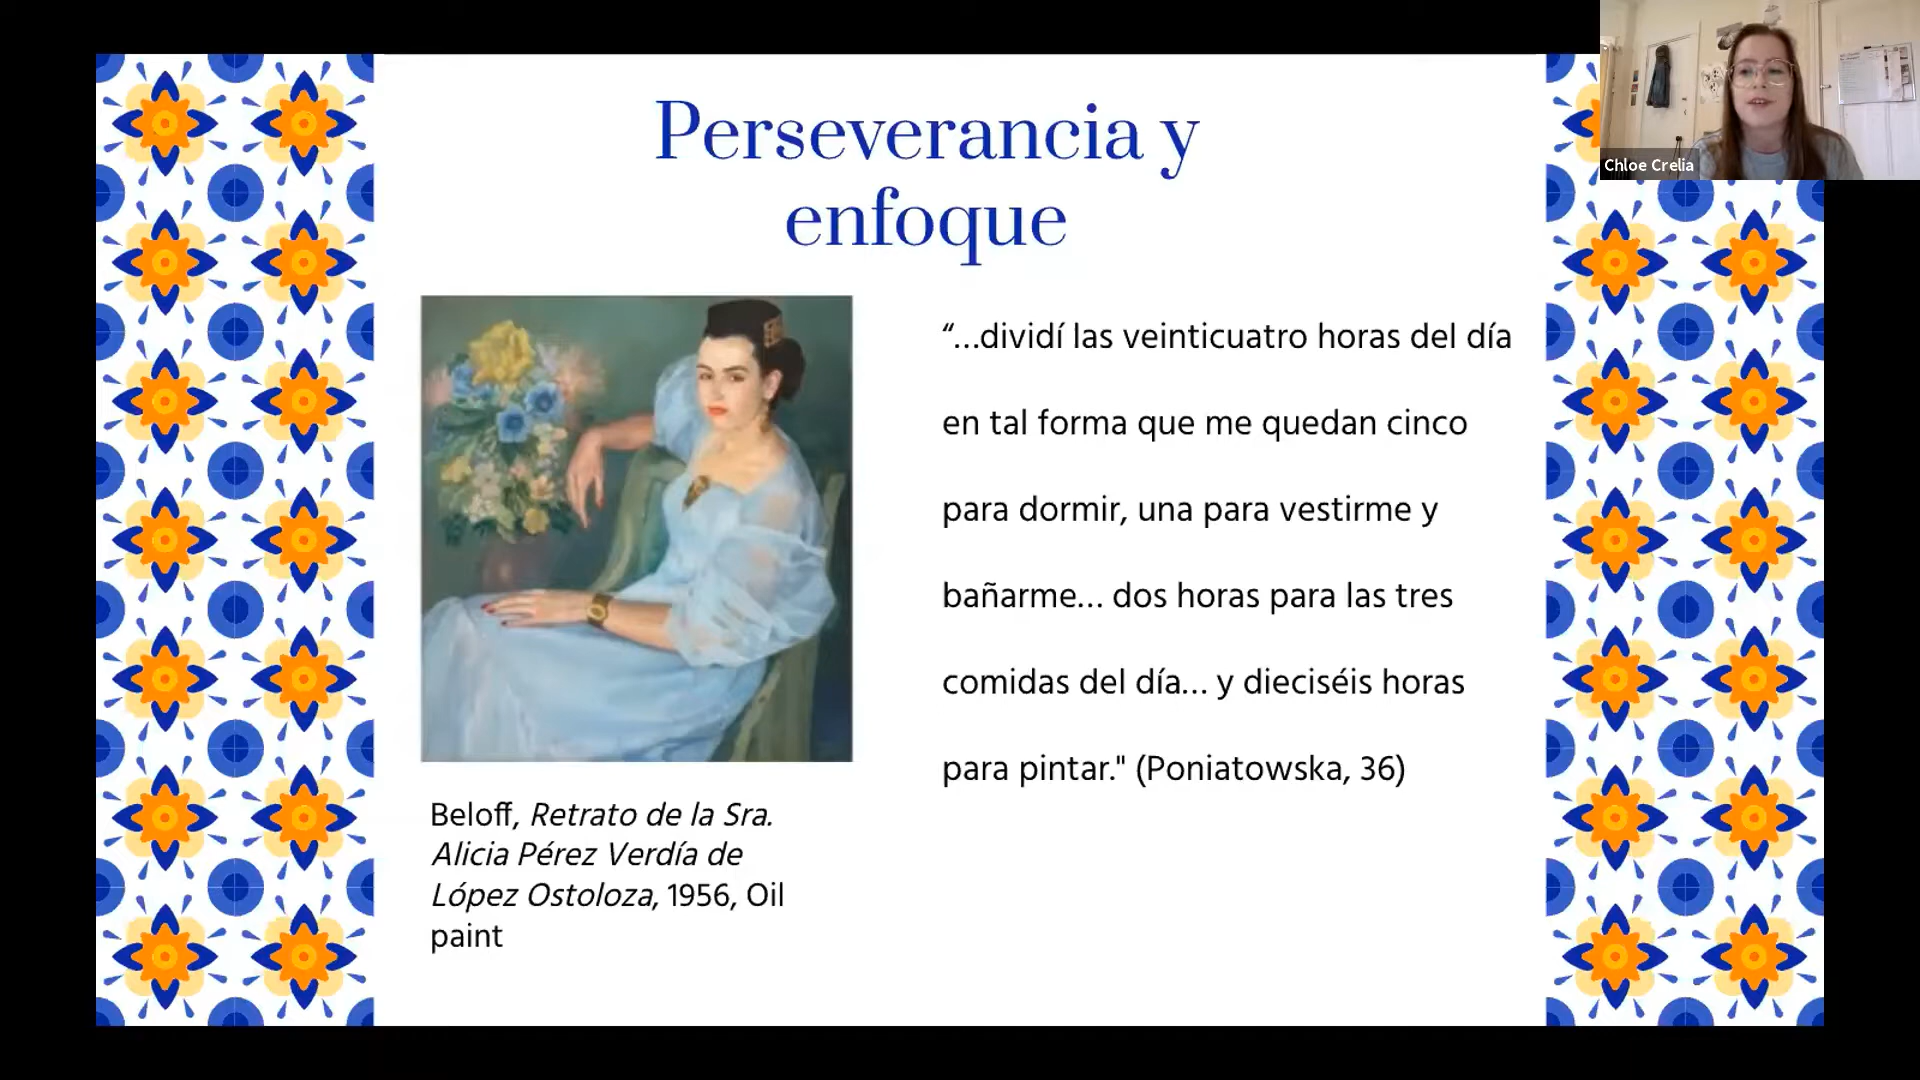 Perseverancia y
enfoque
Chloe Crelia
“...dividí las veinticuatro horas del día
en tal forma que me quedan cinco
para dormir, una para vestirme y
bañarme... dos horas para las tres
comidas del día... y dieciséis horas
para pintar." (Poniatowska, 36)
Beloff, Retrato de la Sra.
Alicia Pérez Verdía de
López Ostoloza, 1956, Oil
paint